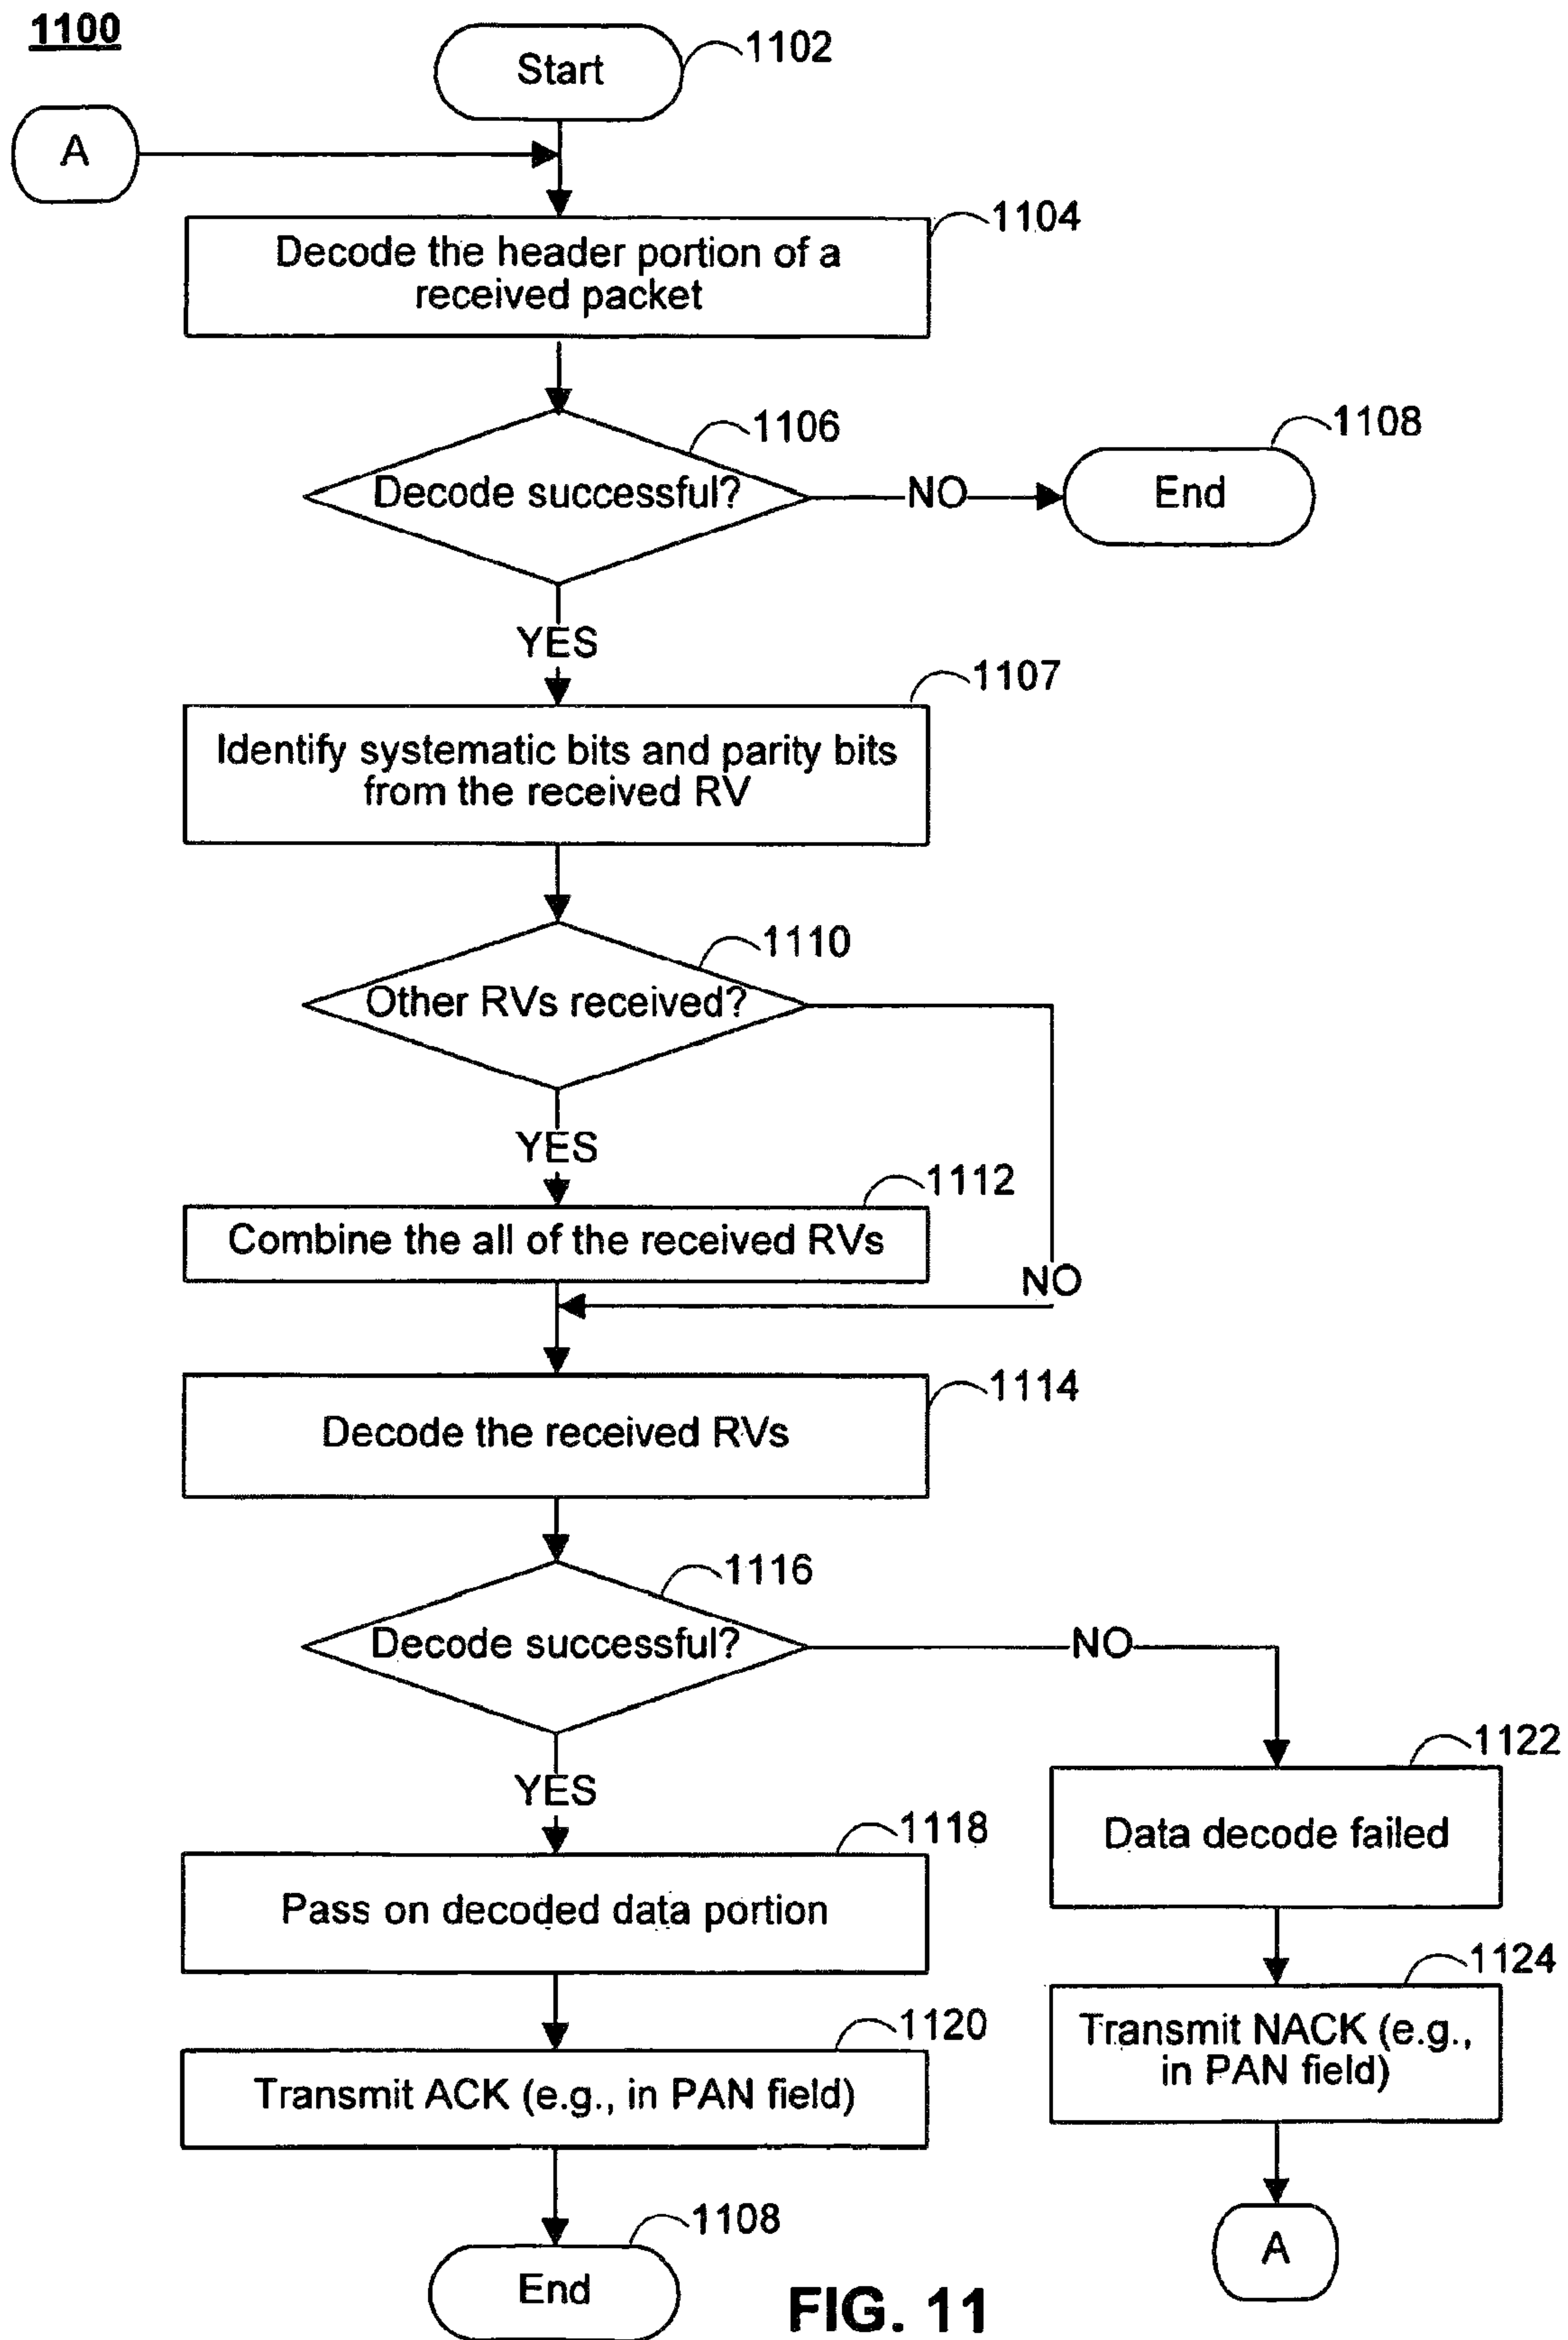 1100
Start
1102
A
1104
Decode the header portion of a
received packet
1106
Decode successful?
NO
1108
End
YES
1107
Identify systematic bits and parity bits
from the received RV
1110
Other RVs received?
YES
1112
Combine the all of the received RVs
NO
1114
Decode the received RVs
1116
Decode successful?
NO
YES
1122
Data decode failed
1118
Pass on decoded data portion
1124
Transmit NACK (e.g.,
in PAN field)
1120
Transmit ACK (e.g., in PAN field)
1108
End
A
FIG. 11